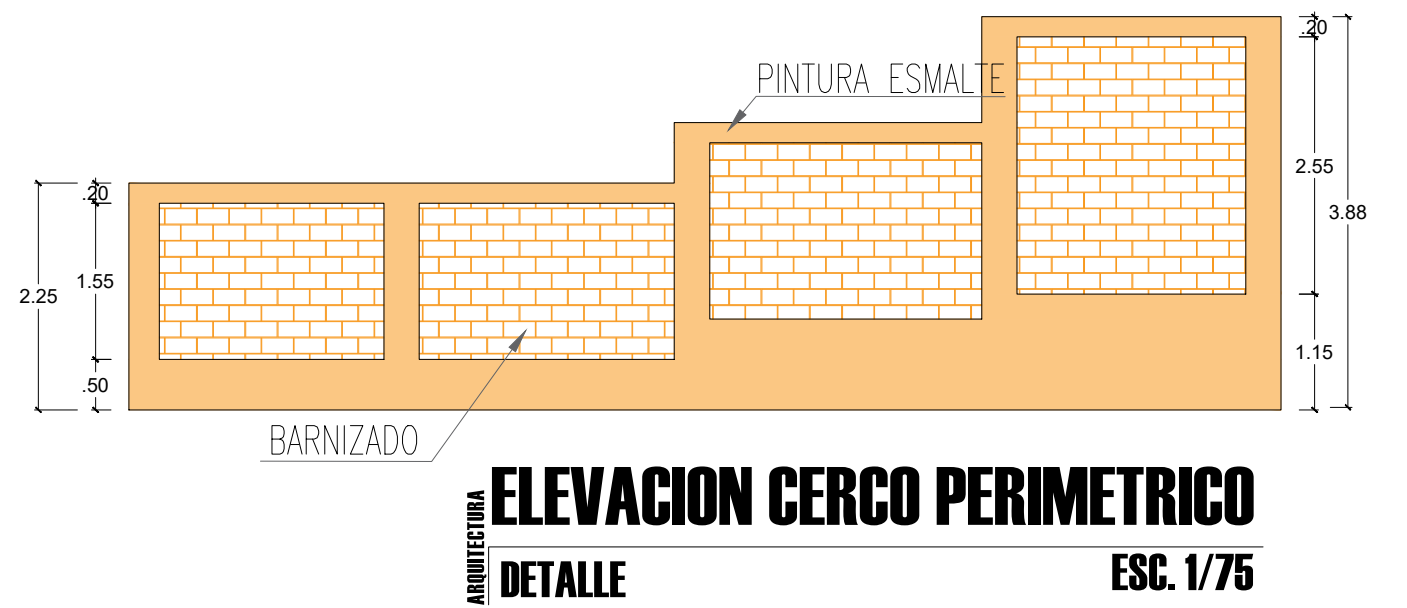 .20
PINTURA ESMALTE
2.55
.20
3.88
1.55
2.25
1.15
.50
BARNIZADO
ARQUITECTURA
ELEVACION CERCO PERIMETRICO
DETALLE
ESC. 1/75